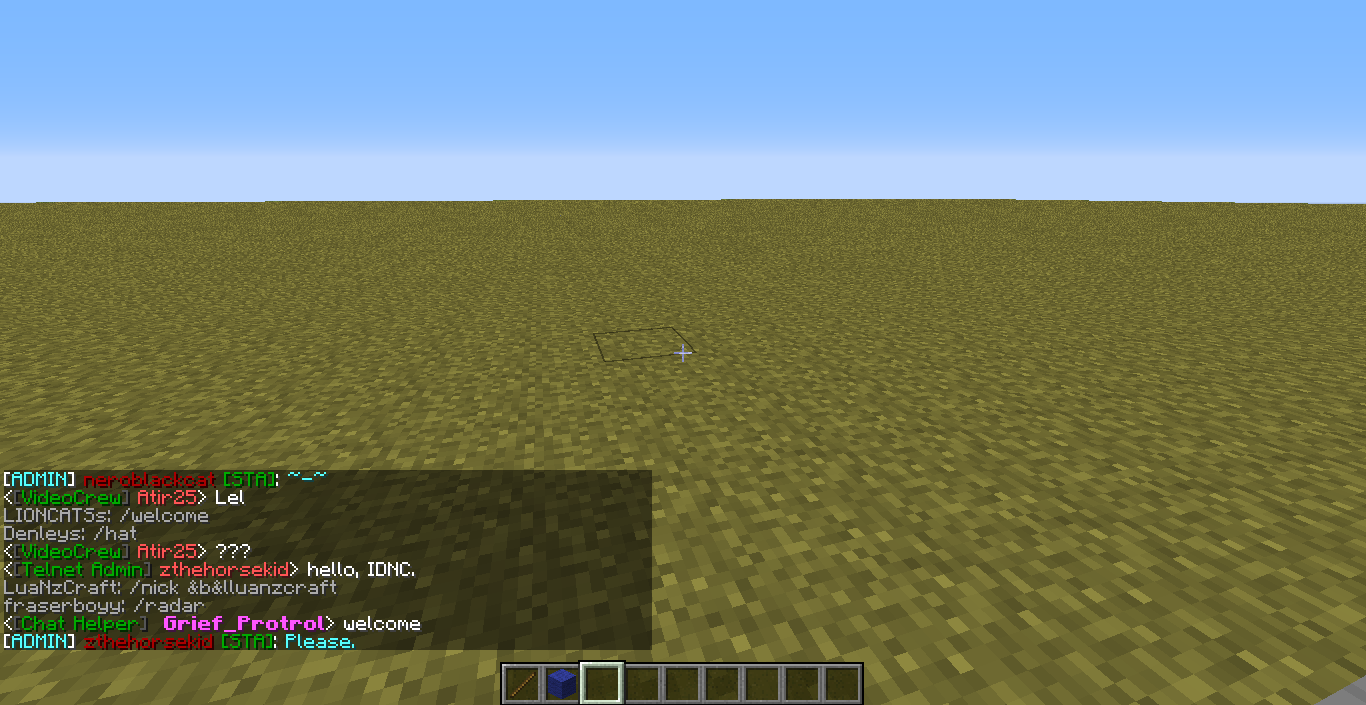 [ADMIN] neroblackcat [STA]: ~-~
<[VideoCrew] Atir25> Lel
LIONCATSs: /welcome
Denleys: /hat
<[VideoCrew] Atir25> ???
<[Telnet Admin] zthehorsekid> hello, IDNC.
LuaNzCraft: /nick &b&lluanzcraft
fraserboyy: /radar
<[Chat Helper] Grief_Protrol> welcome
[ADMIN] zthehorsekid [STA]: Please.